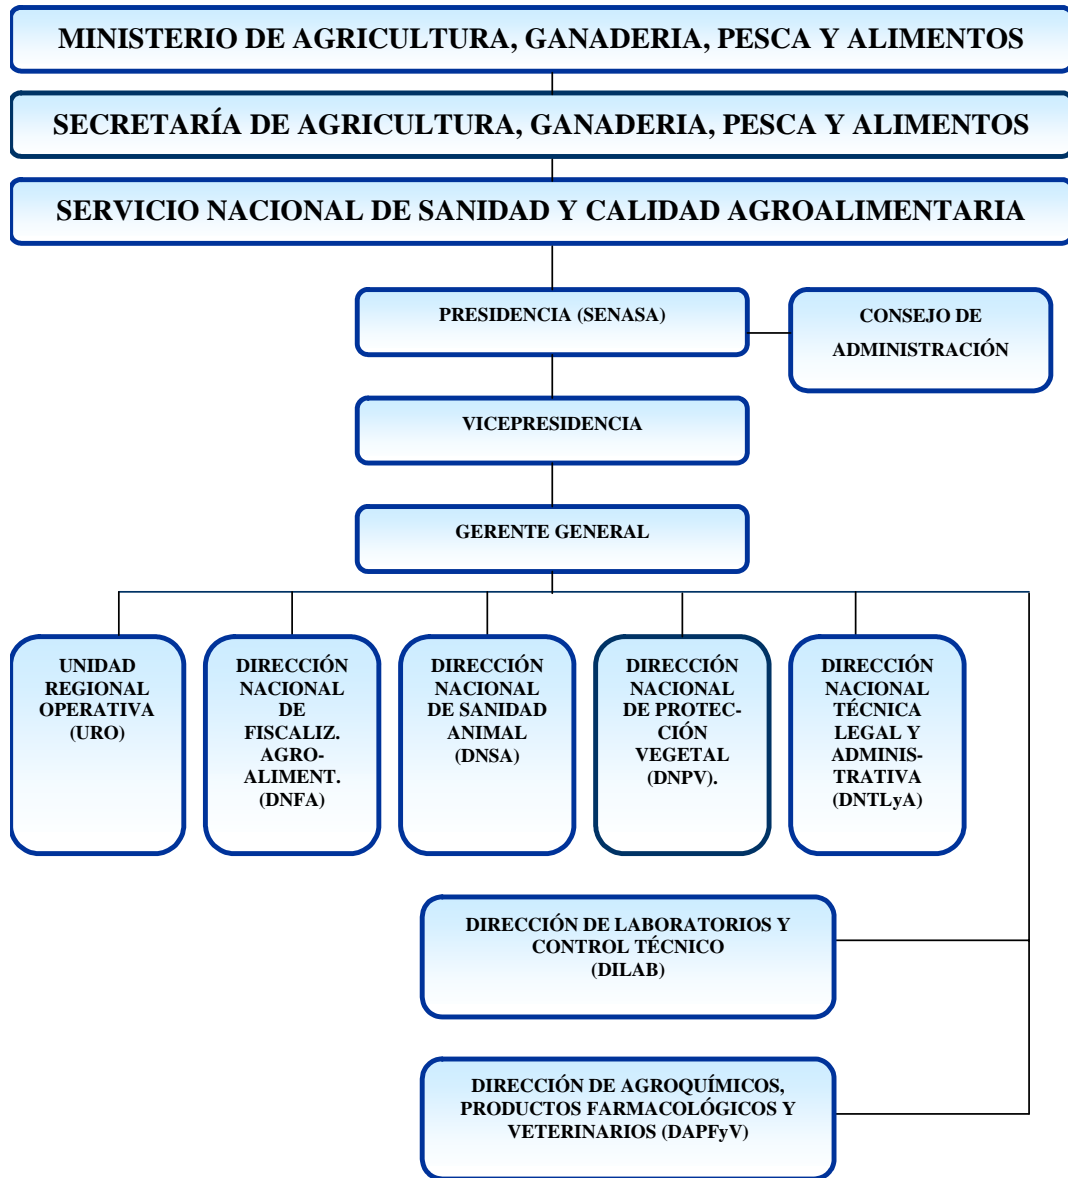 MINISTERIO DE AGRICULTURA, GANADERIA, PESCA Y ALIMENTOS
SECRETARÍA DE AGRICULTURA, GANADERIA, PESCA Y ALIMENTOS
SERVICIO NACIONAL DE SANIDAD Y CALIDAD AGROALIMENTARIA
PRESIDENCIA (SENASA)
CONSEJO DE
ADMINISTRACIÓN
VICEPRESIDENCIA
GERENTE GENERAL
UNIDAD
REGIONAL
OPERATIVA
(URO)
DIRECCIÓN
NACIONAL
DE
FISCALIZ.
AGRO-
ALIMENT.
(DNFA)
DIRECCIÓN
NACIONAL
DE SANIDAD
ANIMAL
(DNSA)
DIRECCIÓN
NACIONAL
DE PROTEC-
CIÓN
VEGETAL
(DNPV).
DIRECCIÓN
NACIONAL
TÉCNICA
LEGAL Y
ADMINIS-
TRATIVA
(DNTLyA)
DIRECCIÓN DE LABORATORIOS Y
CONTROL TÉCNICO
(DILAB)
DIRECCIÓN DE AGROQUÍMICOS,
PRODUCTOS FARMACOLÓGICOS Y
VETERINARIOS (DAPFyV)